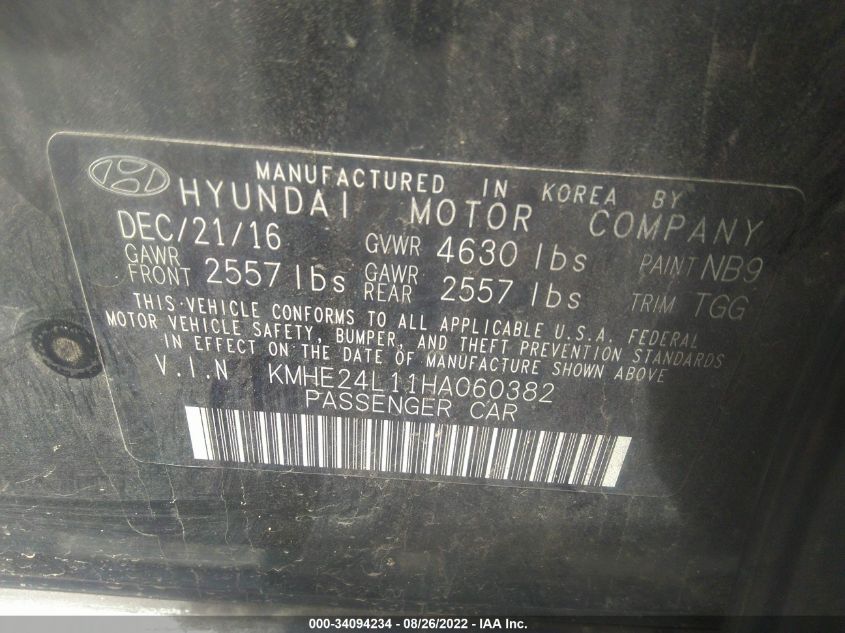 MANUFACTURED IN KOREA BY
HYUNDAI MOTOR COMPANY
DEC/21/16 GVWR 4630 lbs PAINT NB9
GAWR FRONT 2557 lbs GAWR REAR 2557 lbs TRIM TGG
THIS VEHICLE CONFORMS TO ALL APPLICABLE U.S.A. FEDERAL
MOTOR VEHICLE SAFETY, BUMPER, AND THEFT PREVENTION STANDARDS
IN EFFECT ON THE DATE OF MANUFACTURE SHOWN ABOVE
V.I.N KMHE24L11HA060382
PASSENGER CAR
000-34094234 - 08/26/2022 - IAA Inc.